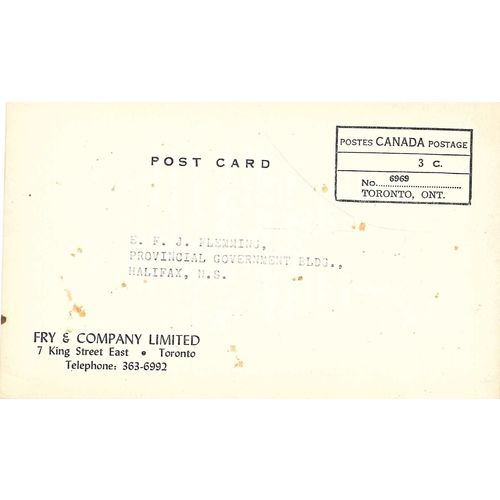 POST CARD
POSTES CANADA POSTAGE
3 C.
No. 6969
TORONTO, ONT.
E. F. J. FLEMMING,
PROVINCIAL GOVERNMENT BLDG.,
HALIFAX, N.S.
FRY & COMPANY LIMITED
7 King Street East • Toronto
Telephone: 363-6992